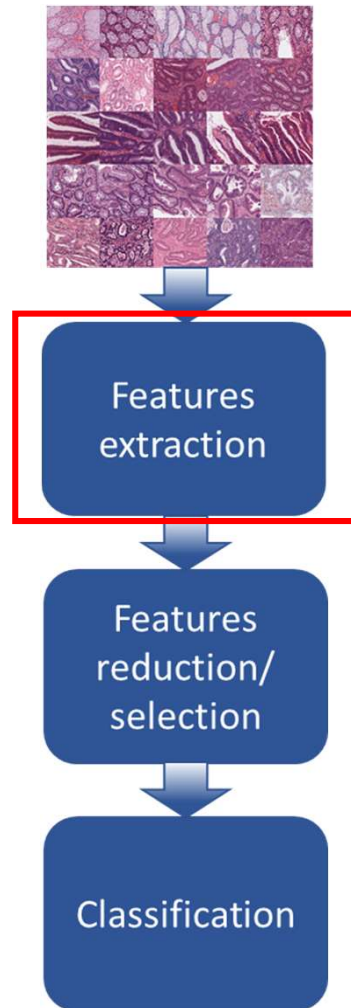 Features
extraction
Features
reduction/
selection
Classification